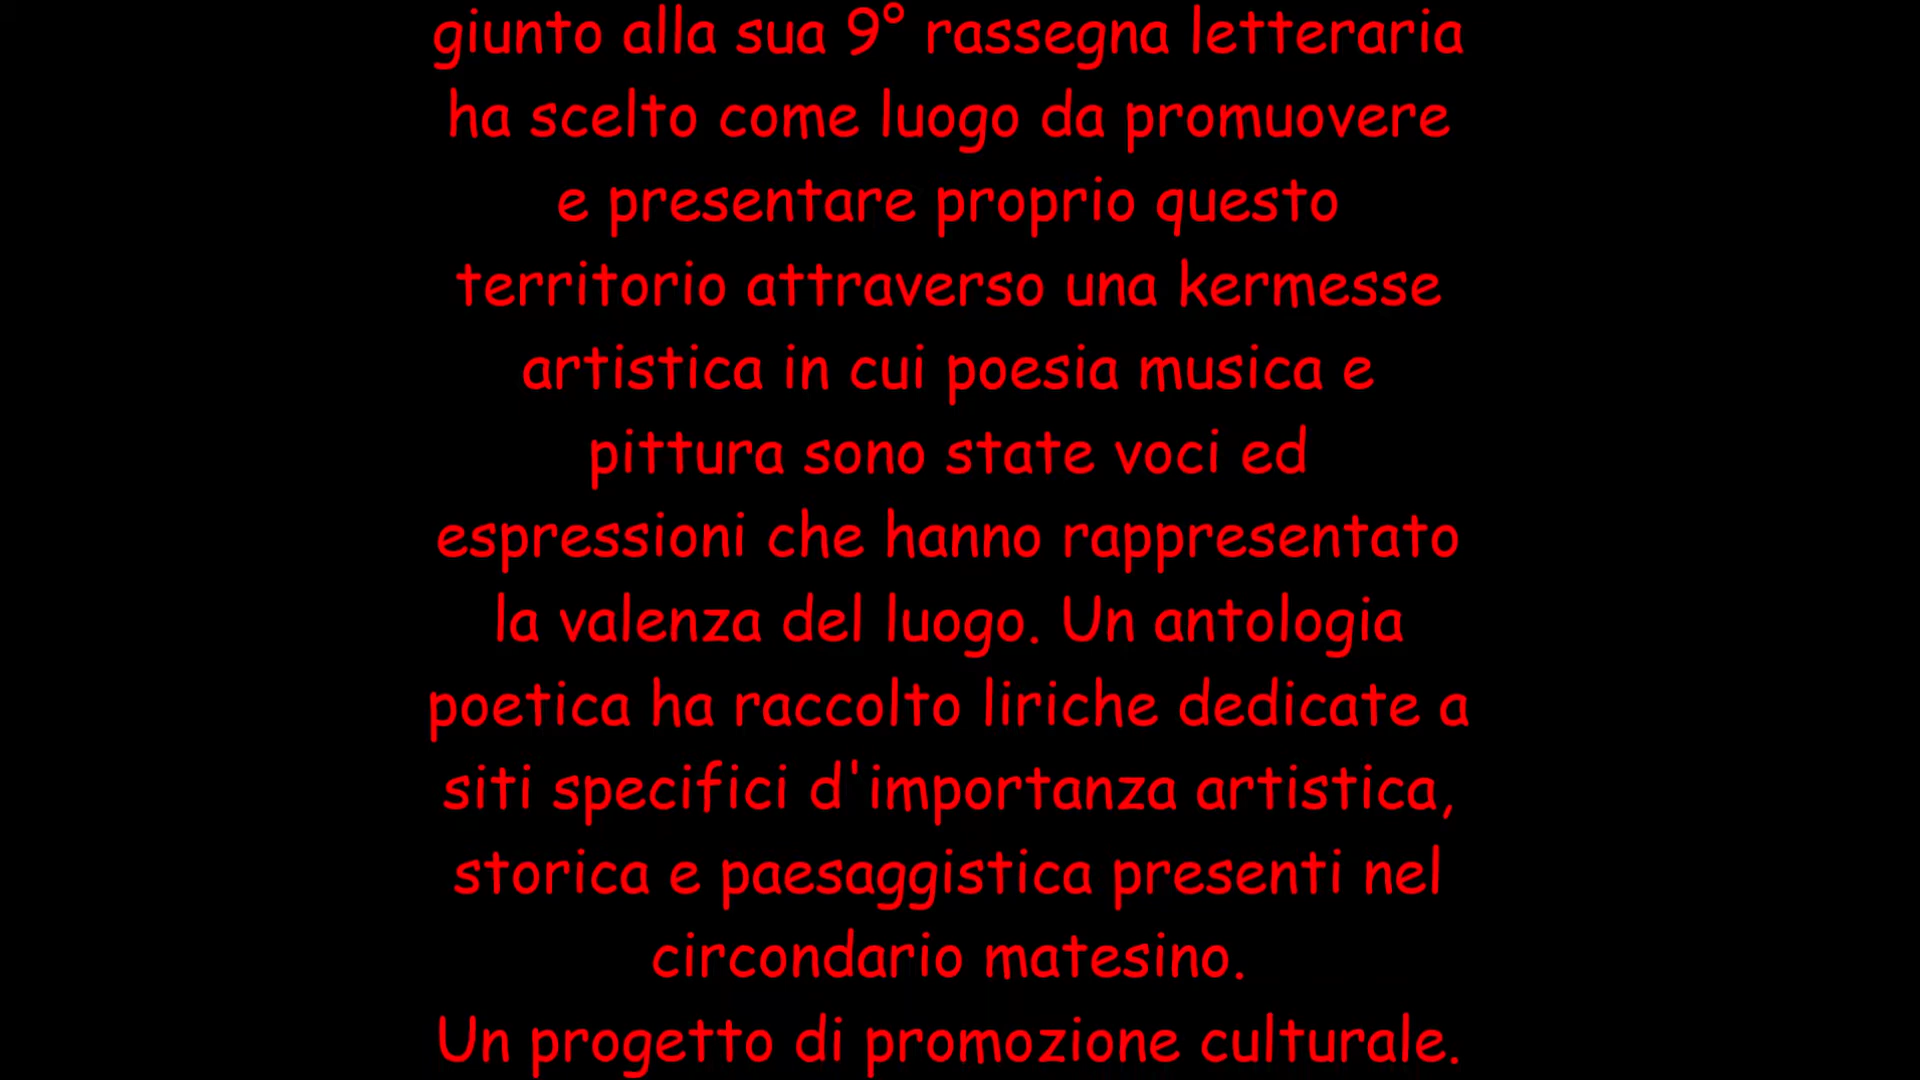 giunto alla sua 9° rassegna letteraria
ha scelto come luogo da promuovere
e presentare proprio questo
territorio attraverso una kermesse
artistica in cui poesia musica e
pittura sono state voci ed
espressioni che hanno rappresentato
la valenza del luogo. Un antologia
poetica ha raccolto liriche dedicate a
siti specifici d'importanza artistica,
storica e paesaggistica presenti nel
circondario matesino.
Un progetto di promozione culturale.